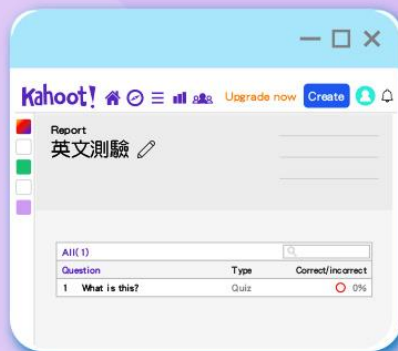 Kahoot! Upgrade now Create
Report
英文測驗
All(1)
Question Type Correct/incorrect
1 What is this? Quiz 0%